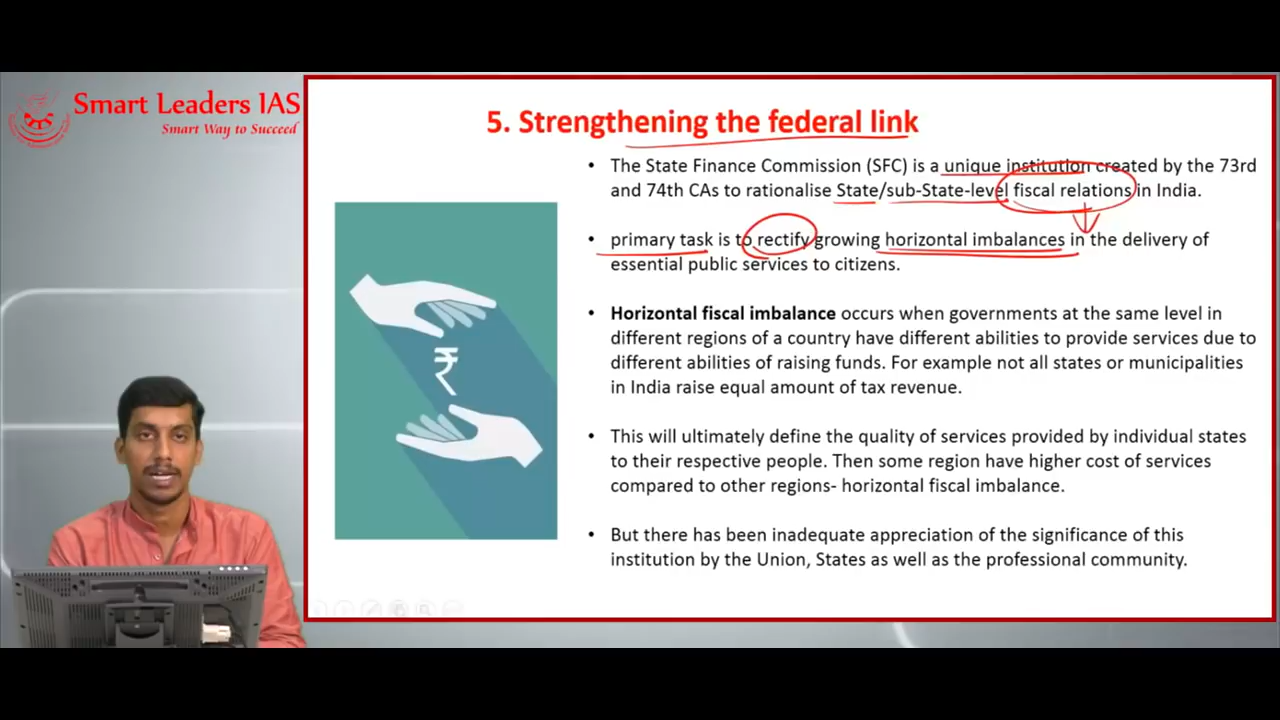 Smart Leaders IAS
Smart Way to Succeed
5. Strengthening the federal link
• The State Finance Commission (SFC) is a unique institution created by the 73rd
and 74th CAs to rationalise State/sub-State-level fiscal relations in India.
• primary task is to rectify growing horizontal imbalances in the delivery of
essential public services to citizens.
• Horizontal fiscal imbalance occurs when governments at the same level in
different regions of a country have different abilities to provide services due to
different abilities of raising funds. For example not all states or municipalities
in India raise equal amount of tax revenue.
• This will ultimately define the quality of services provided by individual states
to their respective people. Then some region have higher cost of services
compared to other regions- horizontal fiscal imbalance.
• But there has been inadequate appreciation of the significance of this
institution by the Union, States as well as the professional community.
₹